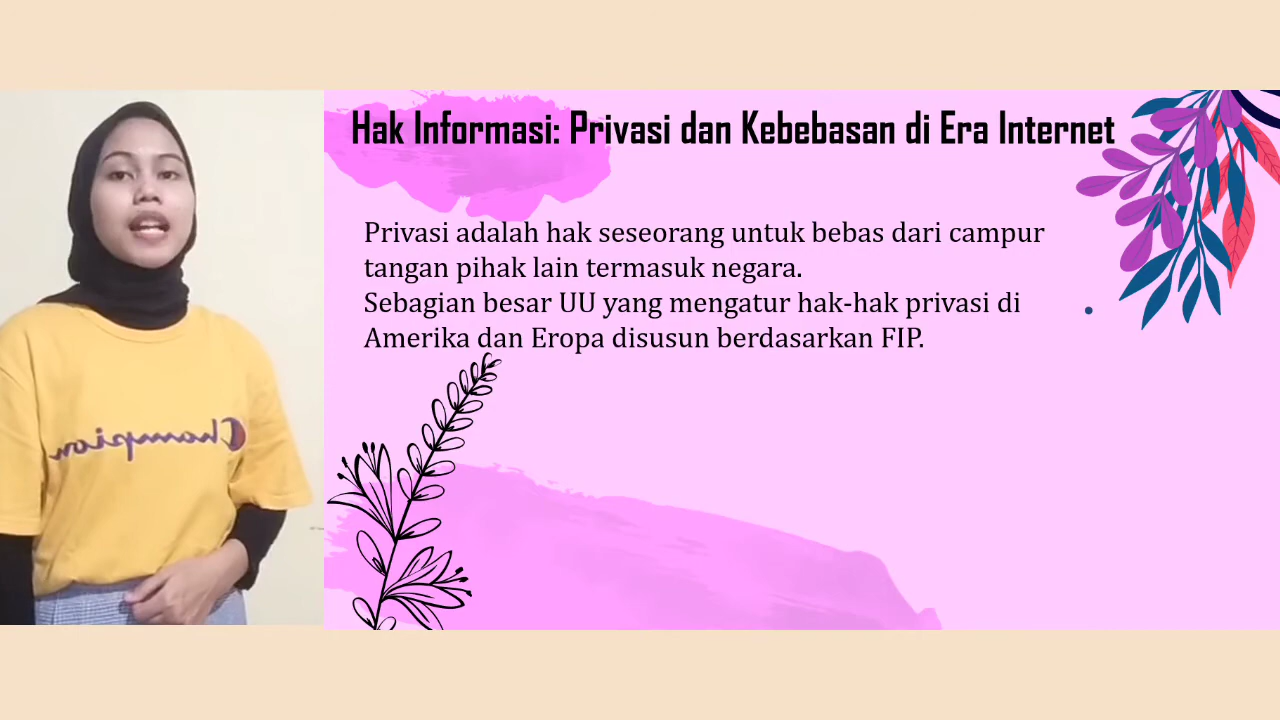 Hak Informasi: Privasi dan Kebebasan di Era Internet
Privasi adalah hak seseorang untuk bebas dari campur
tangan pihak lain termasuk negara.
Sebagian besar UU yang mengatur hak-hak privasi di
Amerika dan Eropa disusun berdasarkan FIP.
Champion